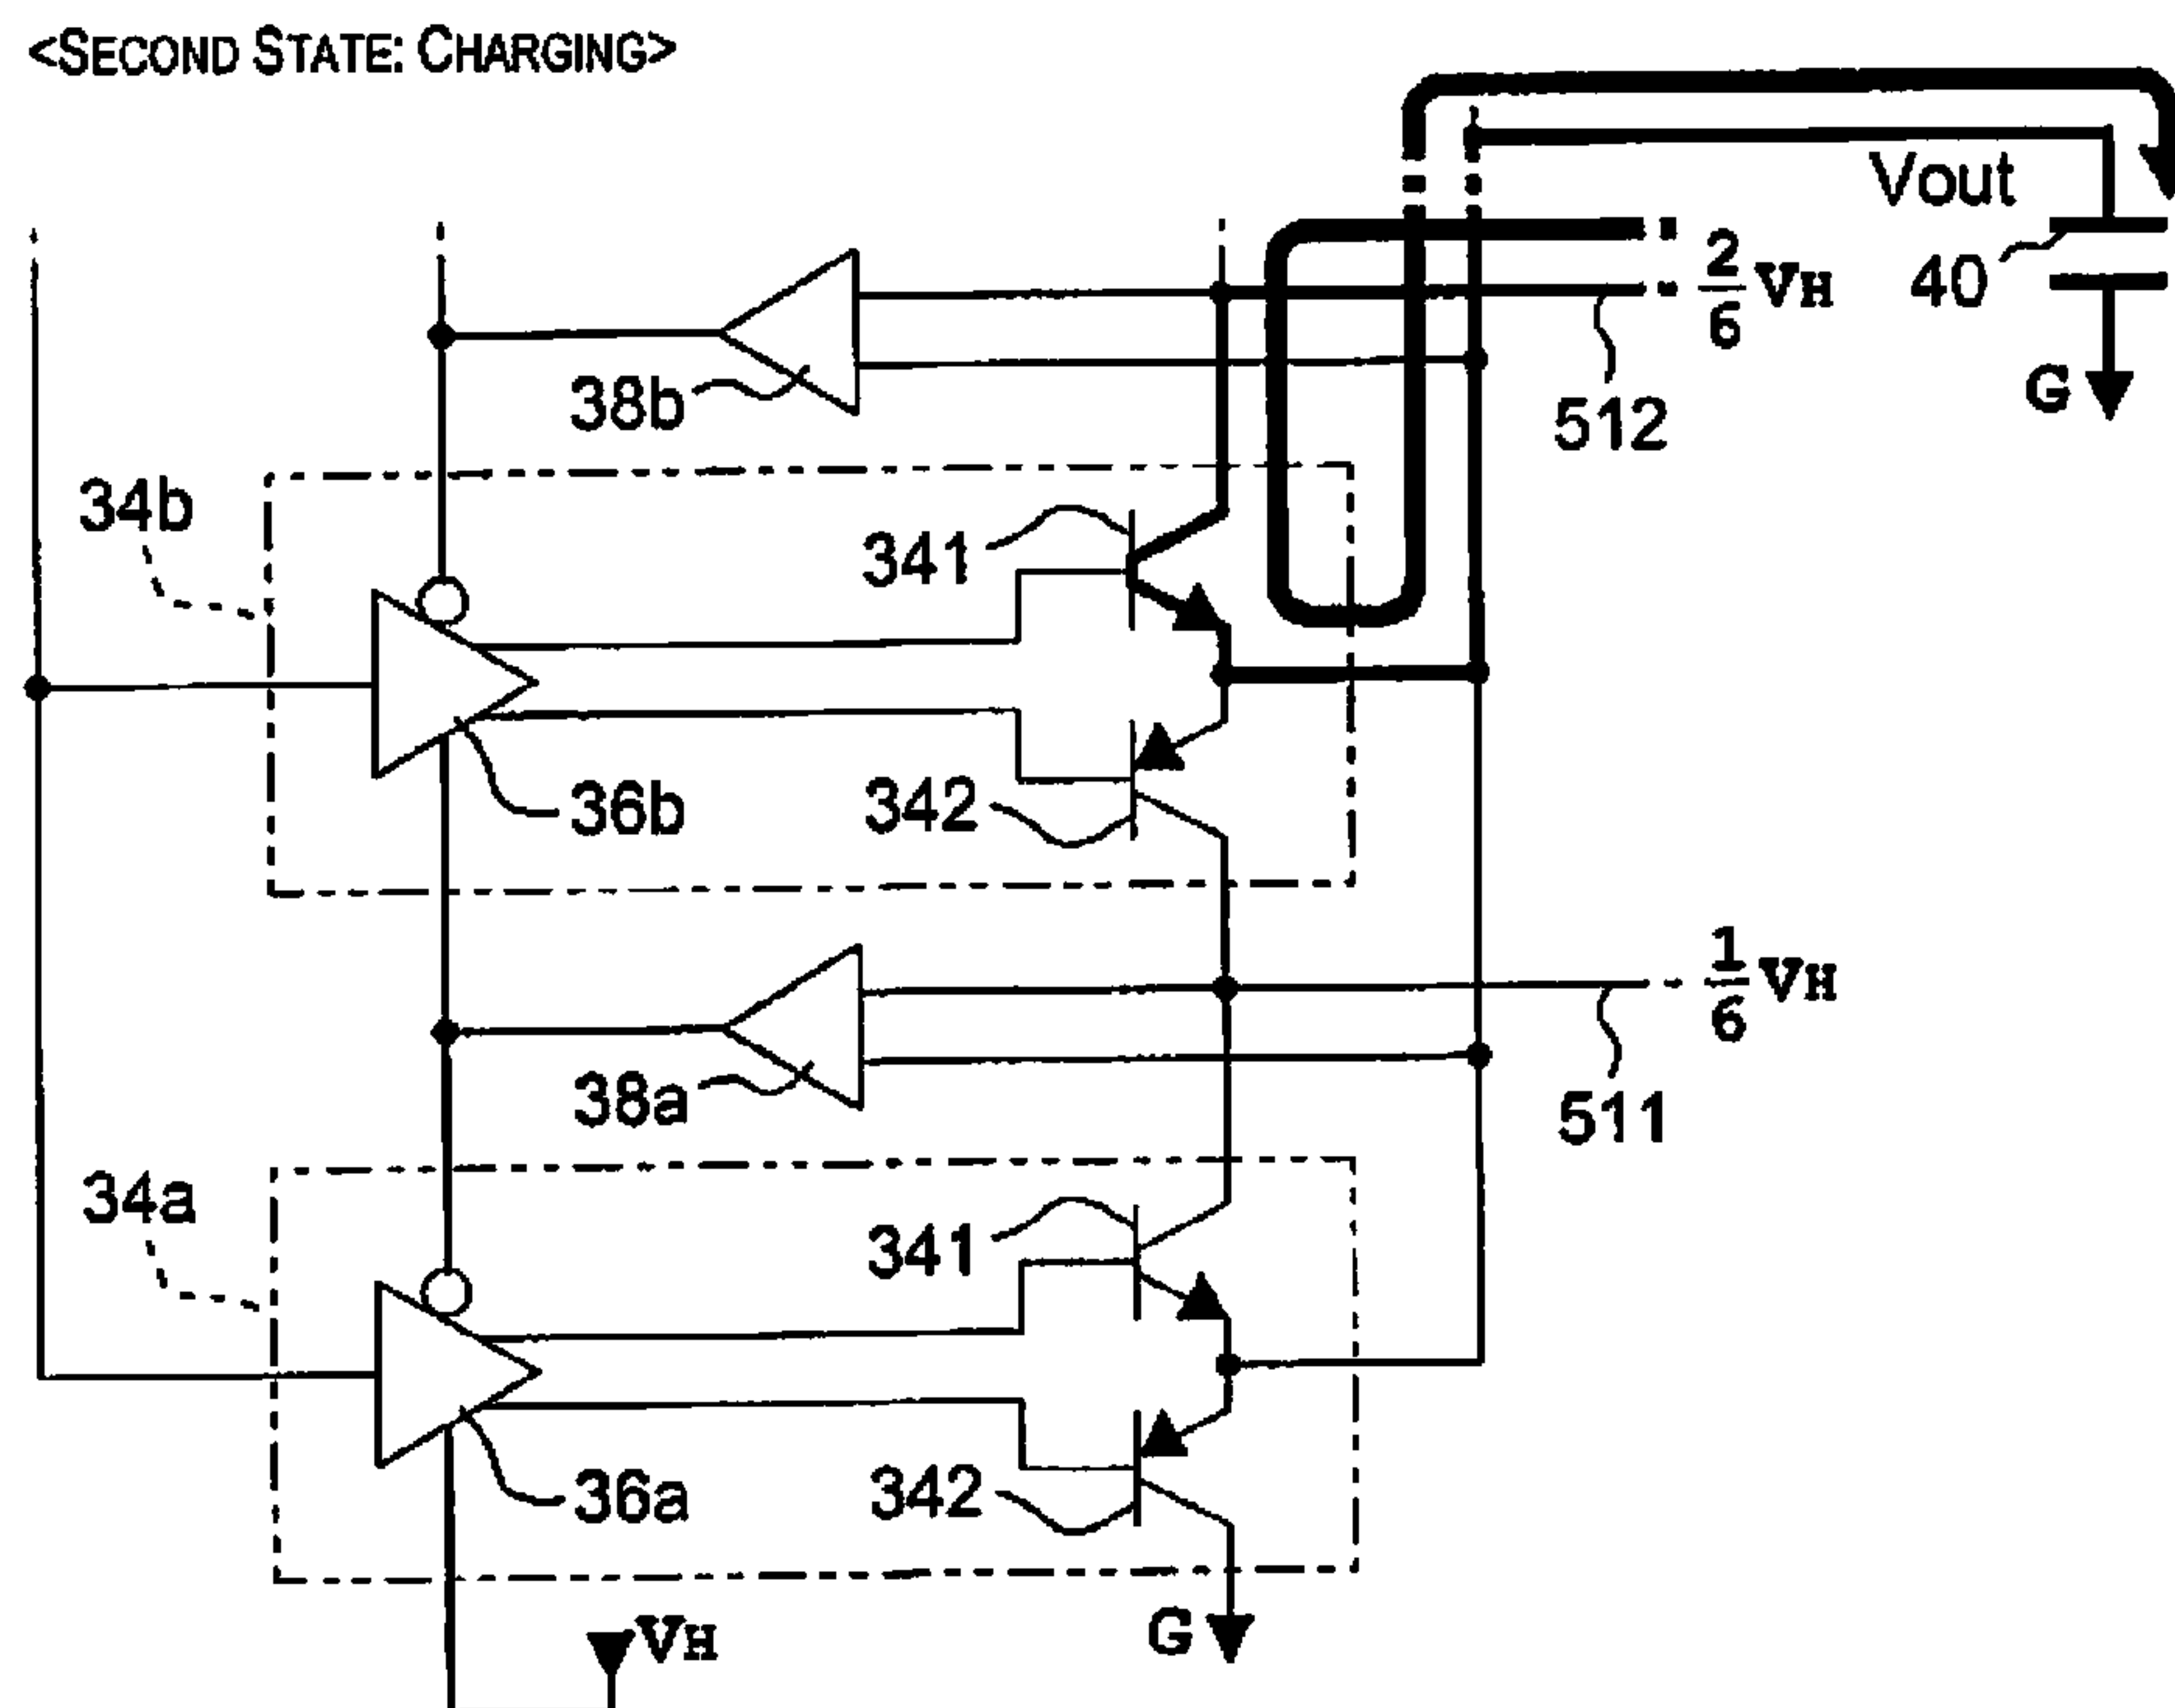 <SECOND STATE: CHARGING>
Vout
2/6 VH
40
G
38b
512
34b
341
36b
342
1/6 VH
38a
511
34a
341
36a
342
G
VH